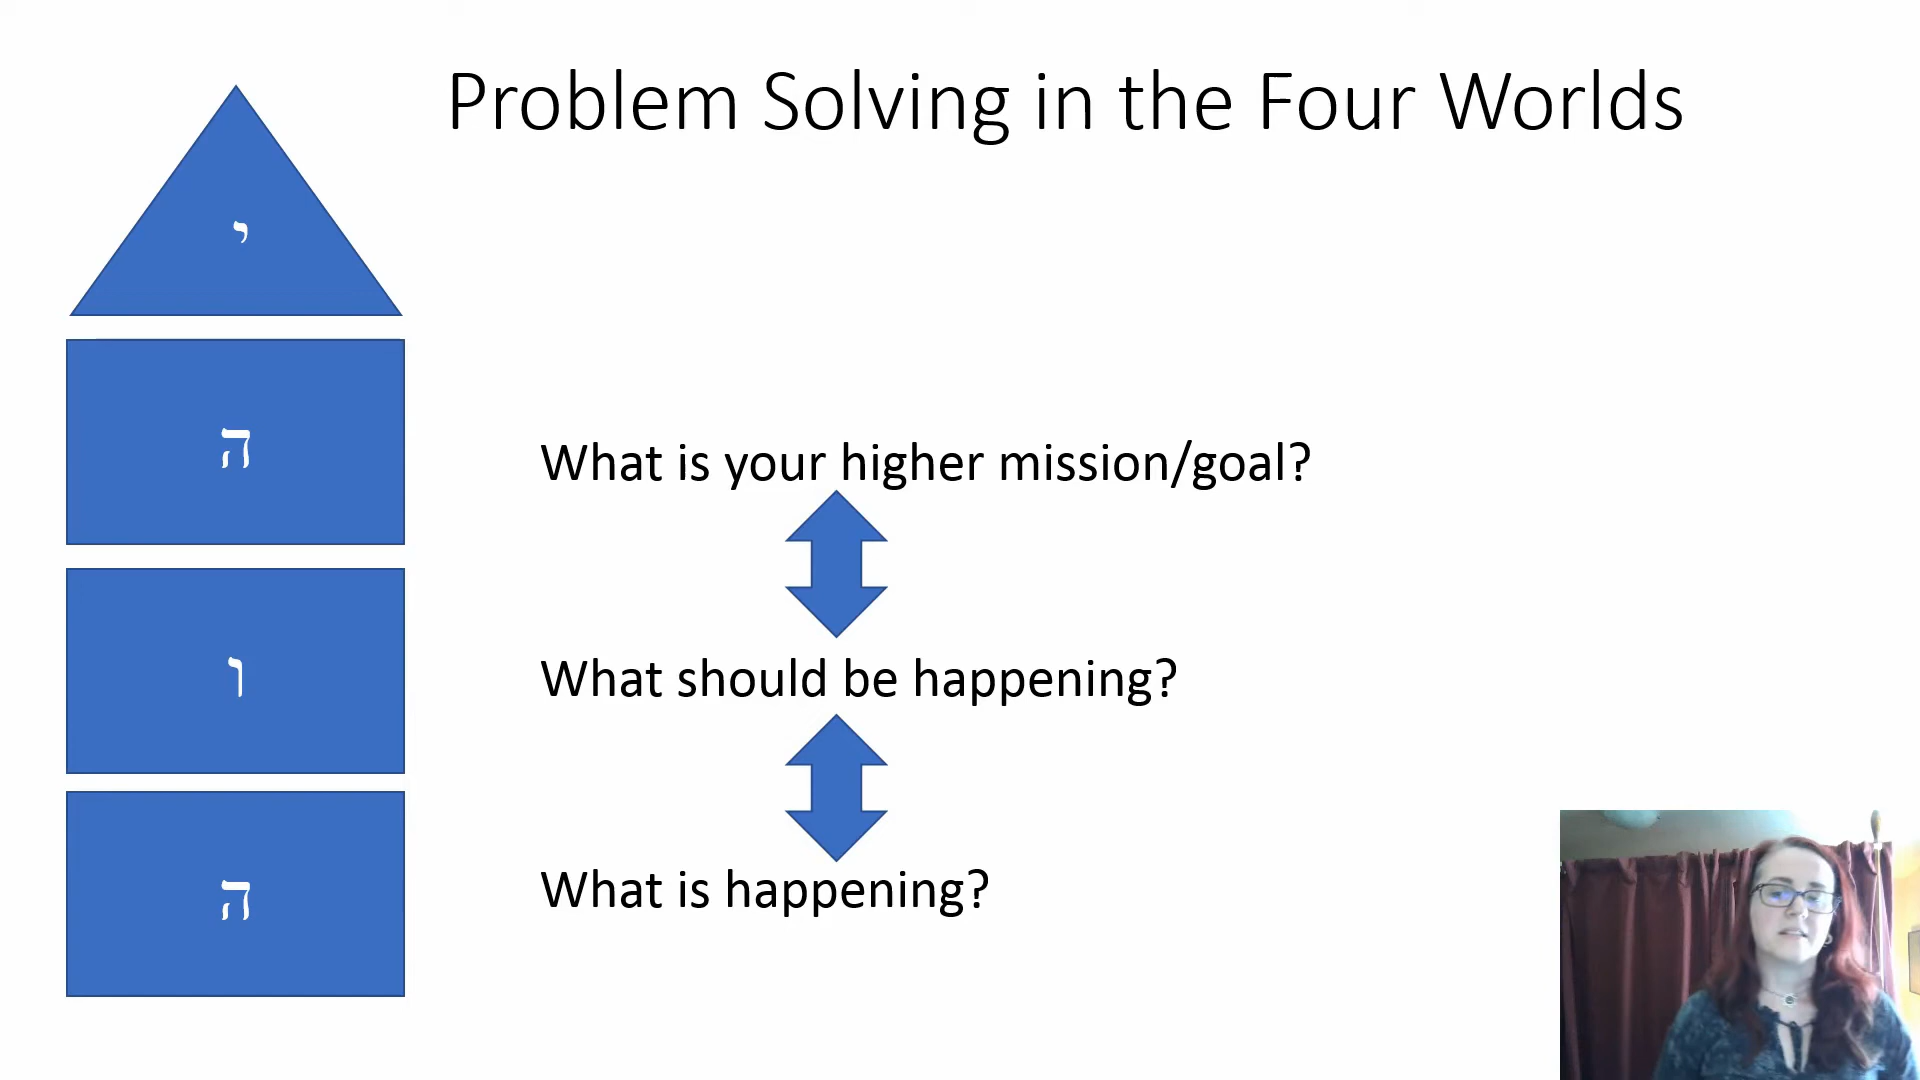 Problem Solving in the Four Worlds
י
ה
What is your higher mission/goal?
ו
What should be happening?
ה
What is happening?